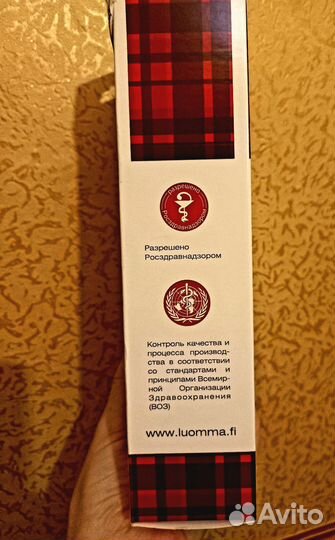 разрешено
Росздравнадзором
Разрешено
Росздравнадзором
Контроль качества и
процесса производ-
ства в соответствии
со стандартами и
принципами Всемир-
ной Организации
Здравоохранения
(ВОЗ)
www.luomma.fi
Avito